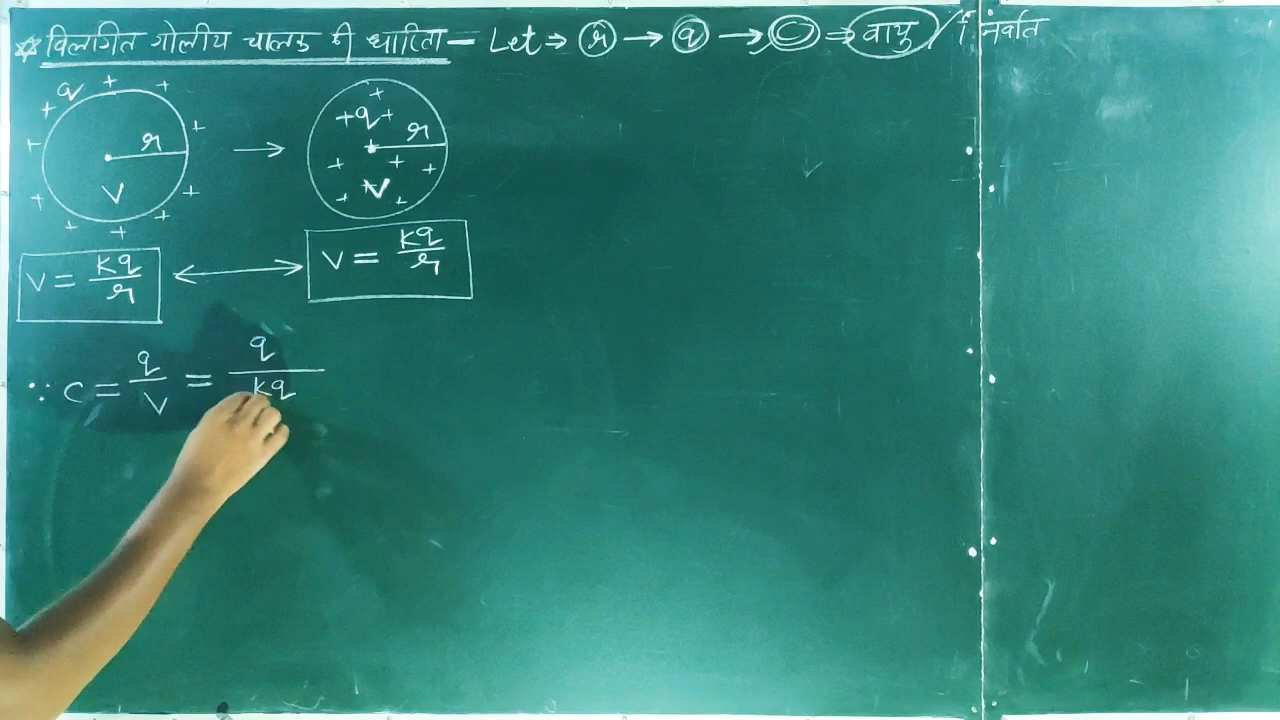 ☆ विलगित गोलीय चालक की धारिता — Let ⇒ r → q → C ⇒ वायु / निर्वात
q
r
V
q
r
V
V = kq/r ⟷ V = kq/r
∵ C = q/V = q/kq